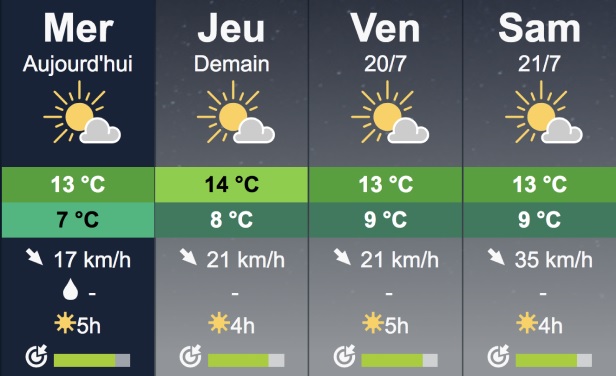 Mer Jeu Ven Sam
Aujourd'hui Demain 20/7 21/7
13 °C 14 °C 13 °C 13 °C
7 °C 8 °C 9 °C 9 °C
17 km/h 21 km/h 21 km/h 35 km/h
- - - -
5h 4h 5h 4h